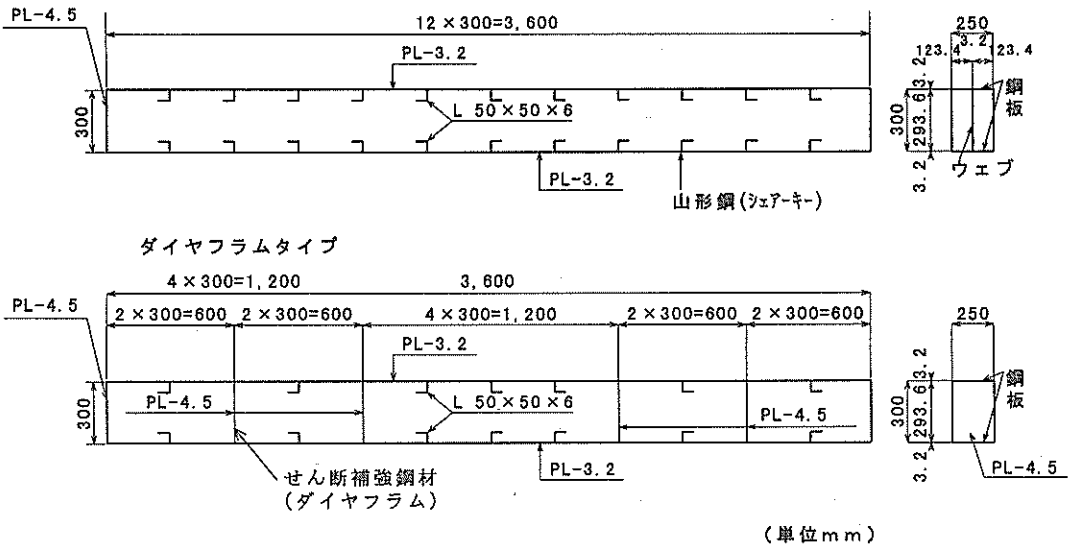 PL-4.5
12×300=3,600
250
3.2
123.4
123.4
PL-3.2
3.2
鋼板
300
L 50×50×6
300
293.6
3.2
ウェブ
PL-3.2
山形鋼(シェアーキー)
ダイヤフラムタイプ
4×300=1,200
3,600
PL-4.5
2×300=600
2×300=600
4×300=1,200
2×300=600
2×300=600
250
PL-3.2
3.2
鋼板
300
PL-4.5
L 50×50×6
PL-4.5
300
293.6
3.2
PL-4.5
PL-3.2
せん断補強鋼材
(ダイヤフラム)
(単位mm)